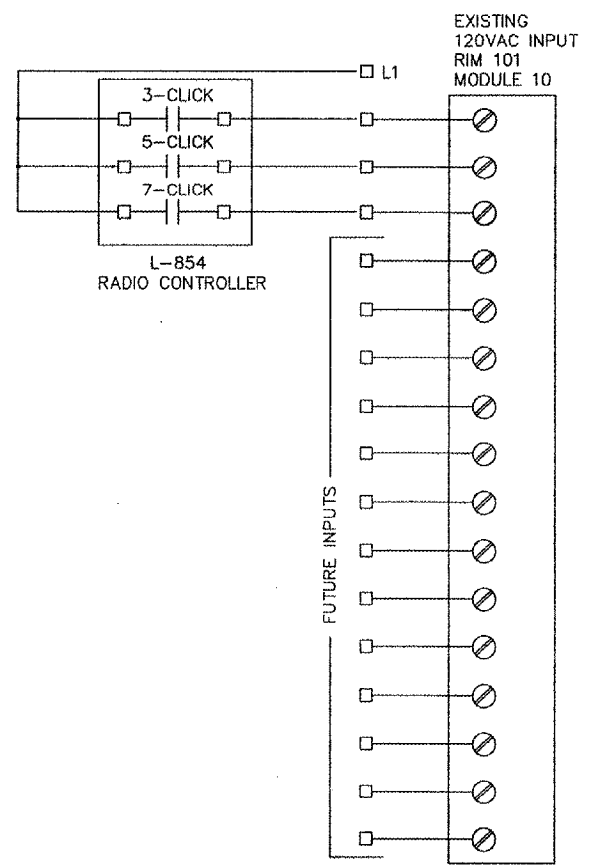 EXISTING
120VAC INPUT
RIM 101
MODULE 10
L1
3-CLICK
5-CLICK
7-CLICK
L-854
RADIO CONTROLLER
FUTURE INPUTS